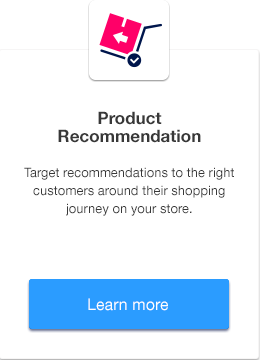 Product
Recommendation
Target recommendations to the right
customers around their shopping
journey on your store.
Learn more